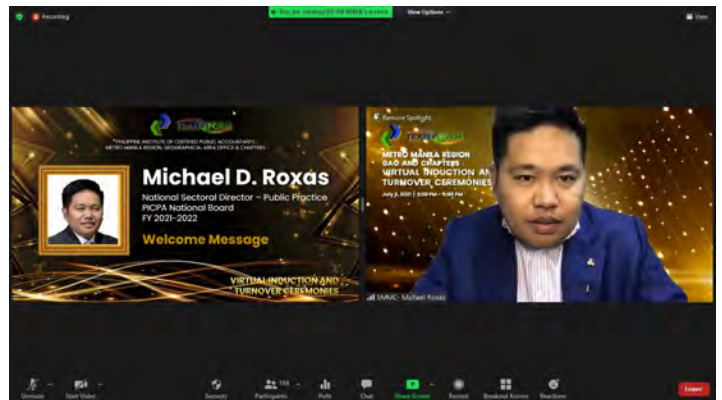 Recording
View Options
View
TRANSFORM
PHILIPPINE INSTITUTE OF CERTIFIED PUBLIC ACCOUNTANTS
METRO MANILA REGION, GEOGRAPHICAL AREA OFFICE & CHAPTERS
Michael D. Roxas
National Sectoral Director – Public Practice
PICPA National Board
FY 2021-2022
Welcome Message
VIRTUAL INDUCTION AND
TURNOVER CEREMONIES
Remove Spotlight
METRO MANILA REGION
GAO AND CHAPTERS
VIRTUAL INDUCTION AN
TURNOVER CEREMONIES
SMMC- Michael Roxas
Unmute
Start Video
Security
Participants
Polls
Chat
Share Screen
Record
Breakout Rooms
Reactions
Leave